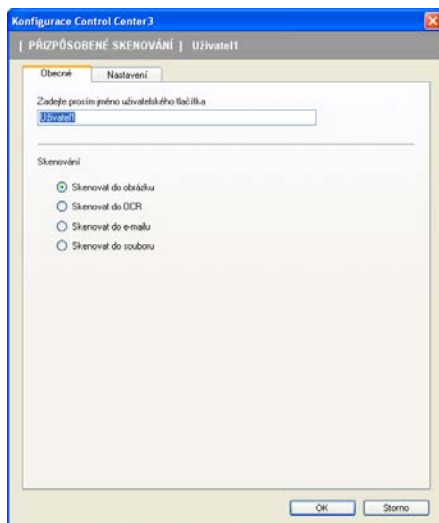 Konfigurace Control Center3
[ PŘIZPŮSOBENÉ SKENOVÁNÍ ] Uživatel1
Obecné Nastavení
Zadejte prosím jméno uživatelského tlačítka
Uživatel1
Skenování
Skenovat do obrázku
Skenovat do OCR
Skenovat do e-mailu
Skenovat do souboru
OK Storno